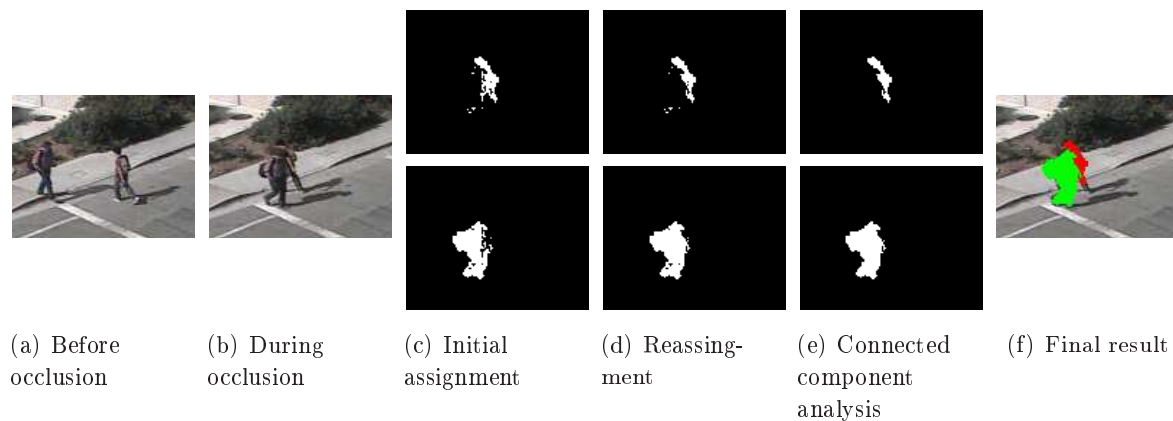 (a) Before
occlusion
(b) During
occlusion
(c) Initial
assignment
(d) Reassing-
ment
(e) Connected
component
analysis
(f) Final result